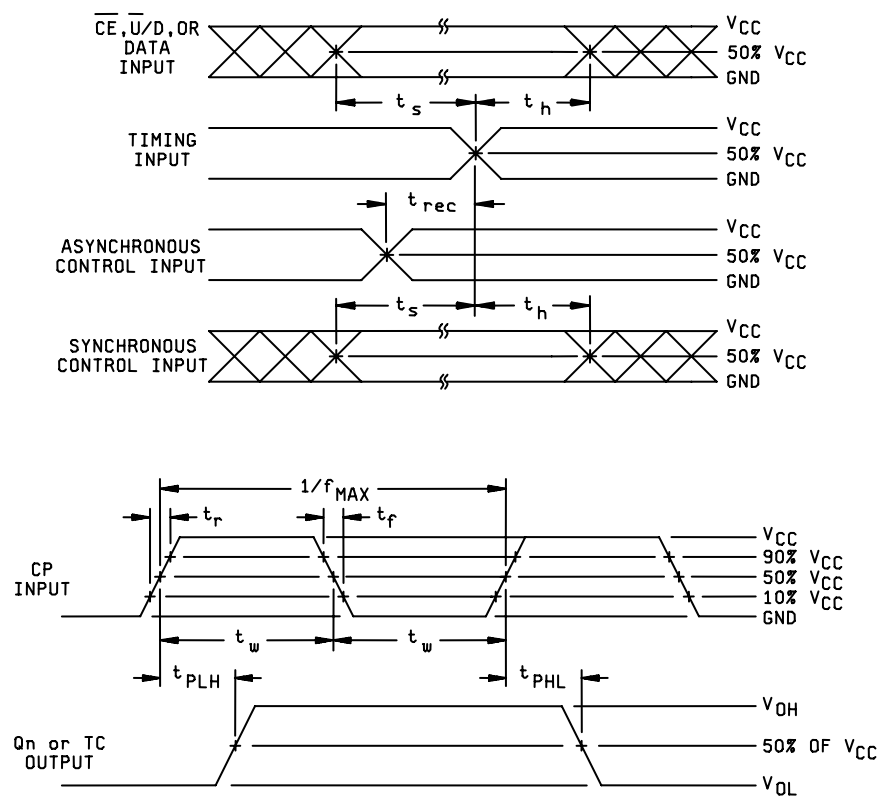 CE,U/D,OR
DATA
INPUT
VCC
50% VCC
GND
ts
th
TIMING
INPUT
VCC
50% VCC
GND
trec
ASYNCHRONOUS
CONTROL INPUT
VCC
50% VCC
GND
ts
th
SYNCHRONOUS
CONTROL INPUT
VCC
50% VCC
GND
1/fMAX
tr
tf
CP
INPUT
VCC
90% VCC
50% VCC
10% VCC
GND
tw
tw
tPLH
tPHL
Qn or TC
OUTPUT
VOH
50% OF VCC
VOL